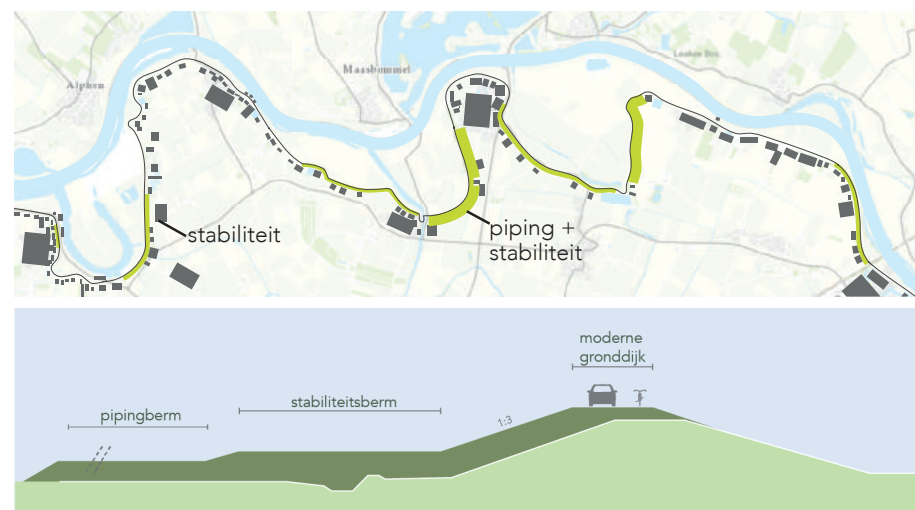 Alphen
Maasbommel
stabiliteit
piping +
stabiliteit
moderne
gronddijk
stabiliteitsberm
pipingberm
1:3